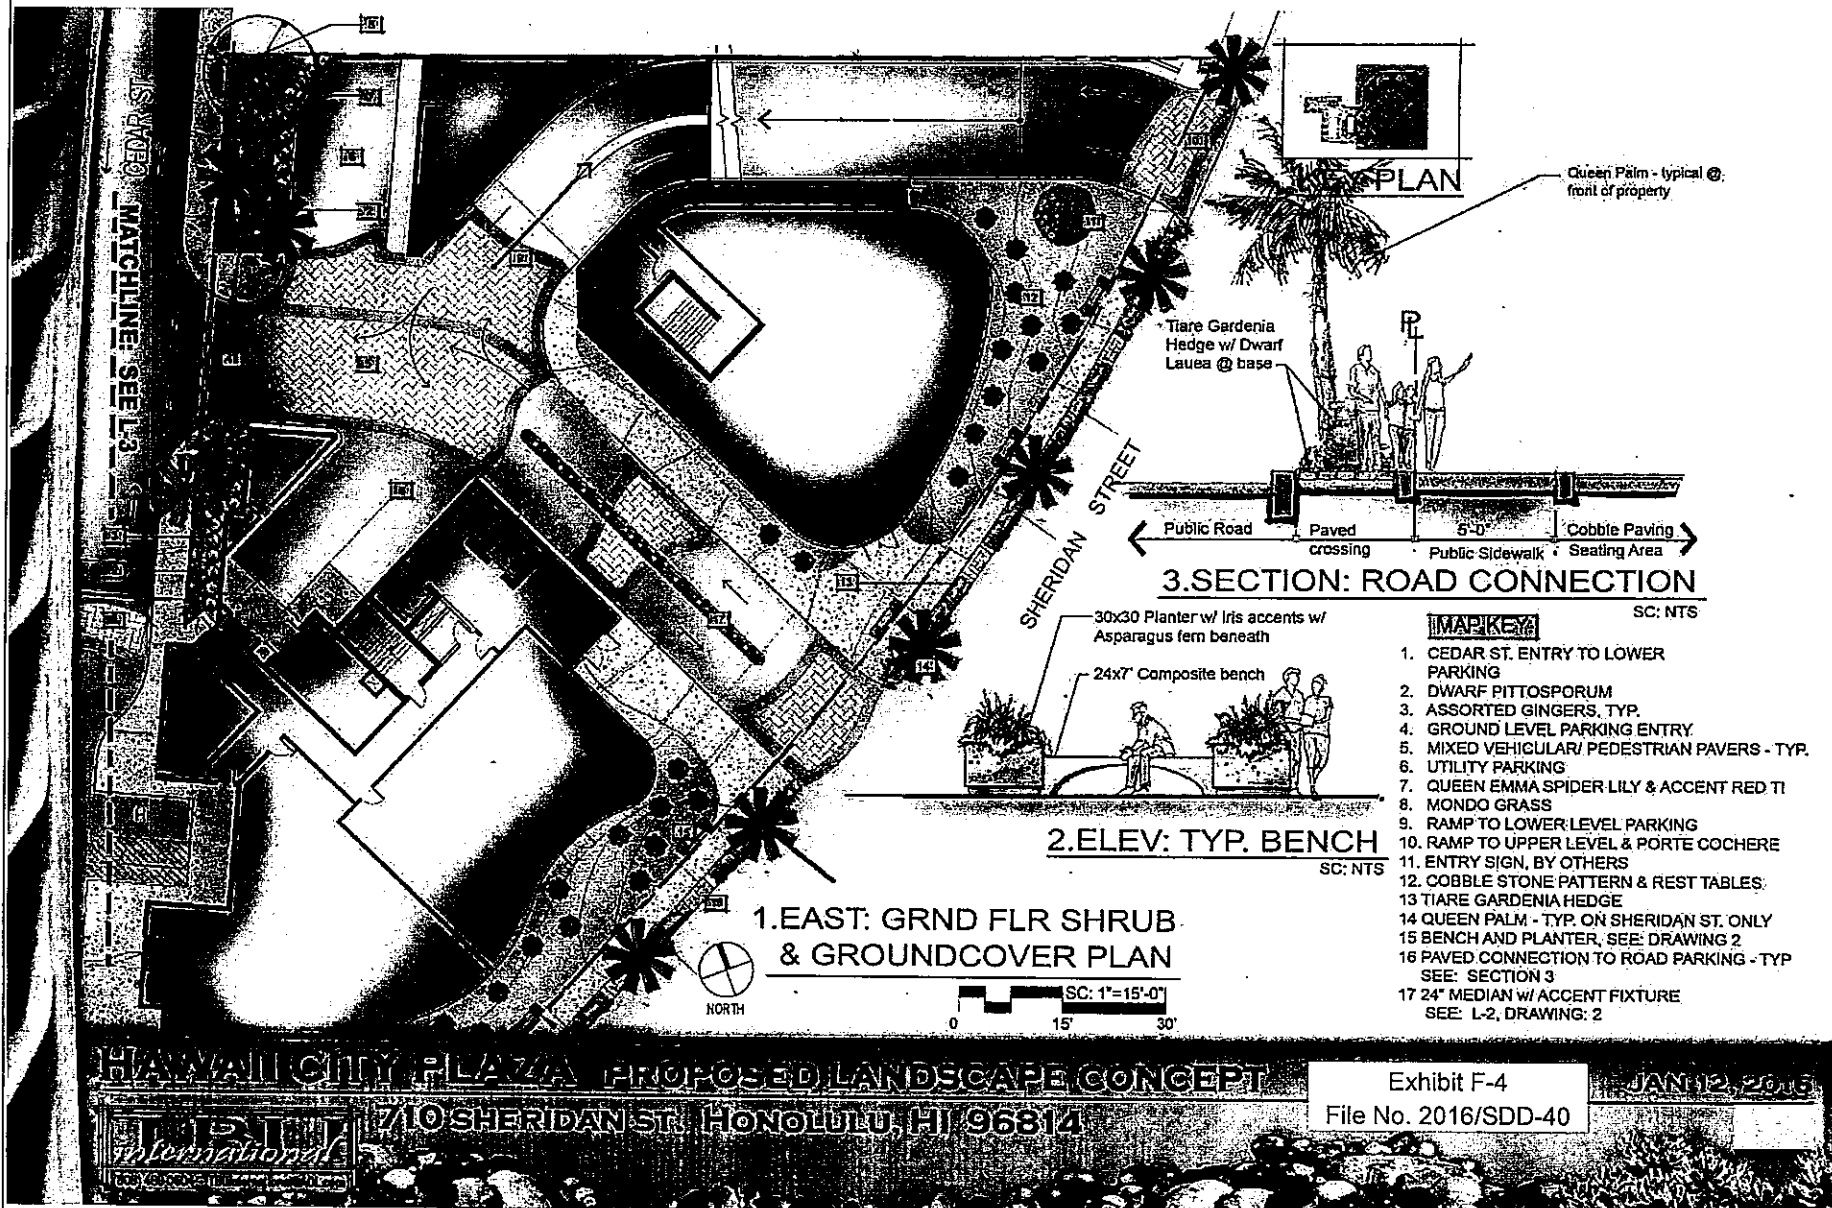 CEDAR ST.
MATCHLINE: SEE L-3
PLAN
Queen Palm - typical @
front of property
Tiare Gardenia
Hedge w/ Dwarf
Lauea @ base
SHERIDAN STREET
Public Road
Paved
crossing
5'-0"
Public Sidewalk
Cobble Paving
Seating Area
3.SECTION: ROAD CONNECTION
SC: NTS
30x30 Planter w/ Iris accents w/
Asparagus fern beneath
24x7' Composite bench
2.ELEV: TYP. BENCH
SC: NTS
MAP KEY:
1. CEDAR ST. ENTRY TO LOWER
PARKING
2. DWARF PITTOSPORUM
3. ASSORTED GINGERS, TYP.
4. GROUND LEVEL PARKING ENTRY
5. MIXED VEHICULAR/ PEDESTRIAN PAVERS - TYP.
6. UTILITY PARKING
7. QUEEN EMMA SPIDER LILY & ACCENT RED TI
8. MONDO GRASS
9. RAMP TO LOWER LEVEL PARKING
10. RAMP TO UPPER LEVEL & PORTE COCHERE
11. ENTRY SIGN, BY OTHERS
12. COBBLE STONE PATTERN & REST TABLES
13 TIARE GARDENIA HEDGE
14 QUEEN PALM - TYP. ON SHERIDAN ST. ONLY
15 BENCH AND PLANTER, SEE: DRAWING 2
16 PAVED CONNECTION TO ROAD PARKING - TYP
SEE: SECTION 3
17 24" MEDIAN w/ ACCENT FIXTURE
SEE: L-2, DRAWING: 2
12
13
14
17
1.EAST: GRND FLR SHRUB
& GROUNDCOVER PLAN
NORTH
SC: 1"=15'-0"
0 15' 30'
HAWAII CITY PLAZA PROPOSED LANDSCAPE CONCEPT
JAN 12, 2016
710 SHERIDAN ST. HONOLULU, HI 96814
Exhibit F-4
File No. 2016/SDD-40
international